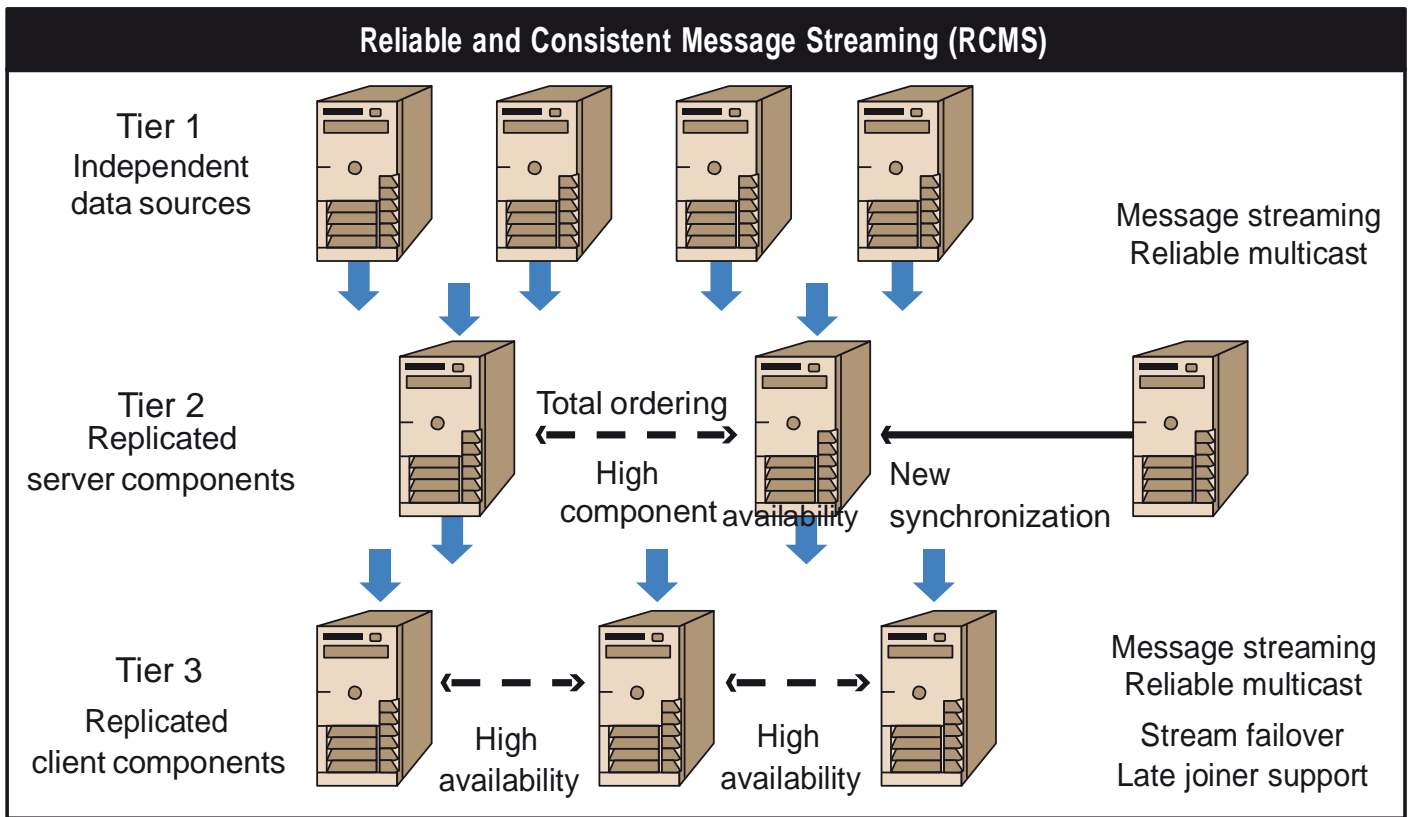 Reliable and Consistent Message Streaming (RCMS)
Tier 1
Independent
data sources
Message streaming
Reliable multicast
Tier 2
Replicated
server components
Total ordering
High
component availability
New
synchronization
Tier 3
Replicated
client components
High
availability
High
availability
Message streaming
Reliable multicast
Stream failover
Late joiner support